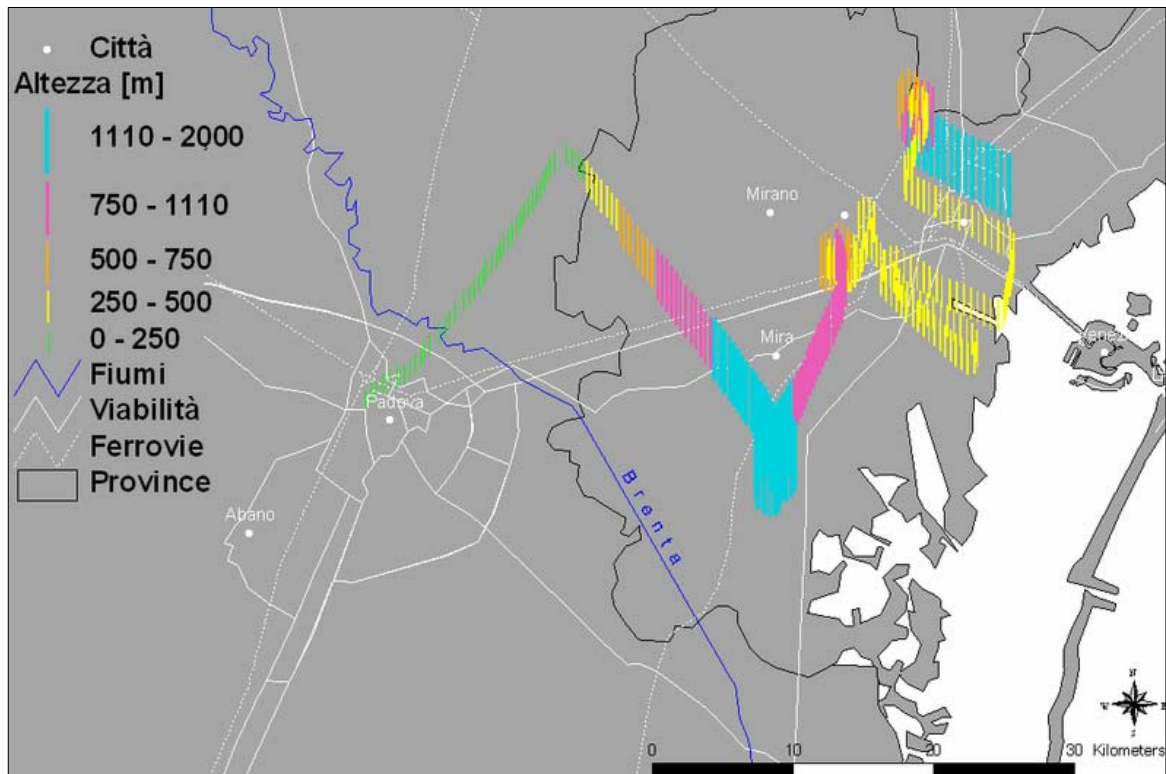 Città
Altezza [m]
1110 - 2000
750 - 1110
500 - 750
250 - 500
0 - 250
Fiumi
Viabilità
Ferrovie
Province
Mirano
Mira
Padova
Abano
Brenta
enez
N
W
S
0 10 20 30 Kilometers